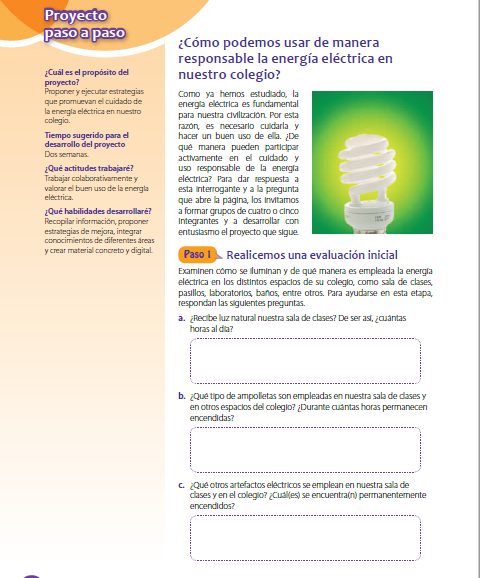 Proyecto
paso a paso
¿Cuál es el propósito del
proyecto?
Proponer y ejecutar estrategias
que promuevan el cuidado de
la energía eléctrica en nuestro
colegio.
Tiempo sugerido para el
desarrollo del proyecto
Dos semanas.
¿Qué actitudes trabajaré?
Trabajar colaborativamente y
valorar el buen uso de la energía
eléctrica.
¿Qué habilidades desarrollaré?
Recopilar información, proponer
estrategias de mejora, integrar
conocimientos de diferentes áreas
y crear material concreto y digital.
¿Cómo podemos usar de manera
responsable la energía eléctrica en
nuestro colegio?
Como ya hemos estudiado, la
energía eléctrica es fundamental
para nuestra civilización. Por esta
razón, es necesario cuidarla y
hacer un buen uso de ella. ¿De
qué manera pueden participar
activamente en el cuidado y
uso responsable de la energía
eléctrica? Para dar respuesta a
esta interrogante y a la pregunta
que abre la página, los invitamos
a formar grupos de cuatro o cinco
integrantes y a desarrollar con
entusiasmo el proyecto que sigue.
Paso 1 Realicemos una evaluación inicial
Examinen cómo se iluminan y de qué manera es empleada la energía
eléctrica en los distintos espacios de su colegio, como sala de clases,
pasillos, laboratorios, baños, entre otros. Para ayudarse en esta etapa,
respondan las siguientes preguntas.
a. ¿Recibe luz natural nuestra sala de clases? De ser así, ¿cuántas
horas al día?
b. ¿Qué tipo de ampolletas son empleadas en nuestra sala de clases y
en otros espacios del colegio? ¿Durante cuántas horas permanecen
encendidas?
c. ¿Qué otros artefactos eléctricos se emplean en nuestra sala de
clases y en el colegio? ¿Cuál(es) se encuentra(n) permanentemente
encendidos?